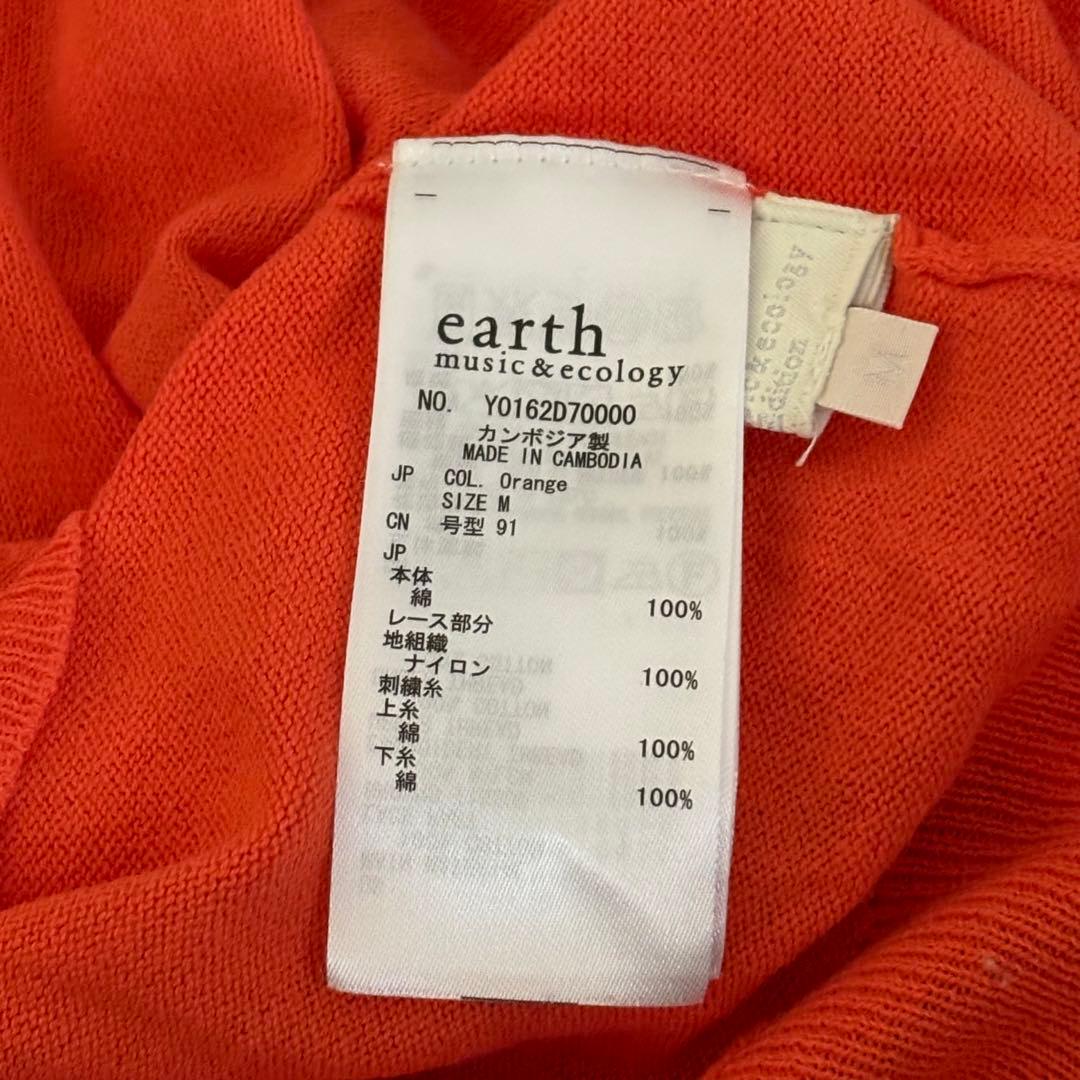 earth
music&ecology
NO. Y0162D70000
カンボジア製
MADE IN CAMBODIA
JP COL. Orange
SIZE M
CN 号型 91
JP
本体
綿 100%
レース部分
地組織
ナイロン 100%
刺繍糸
上糸
綿 100%
下糸
綿 100%
ecology
M